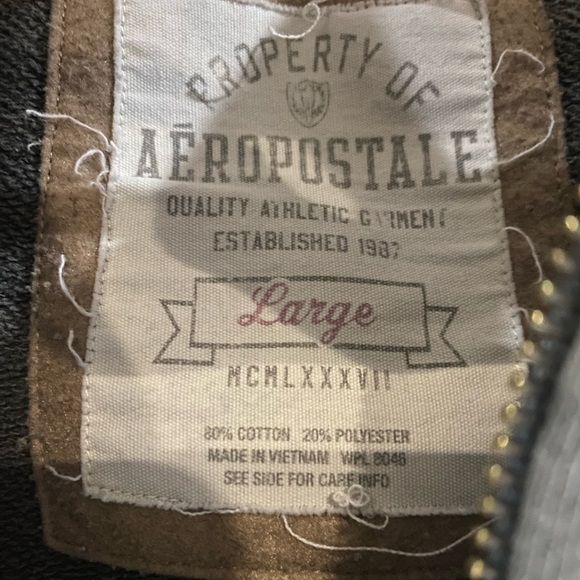 PROPERTY OF
AÉROPOSTALE
QUALITY ATHLETIC GARMENT
ESTABLISHED 1987
Large
MCMLXXXVII
80% COTTON 20% POLYESTER
MADE IN VIETNAM WPL 8046
SEE SIDE FOR CARE INFO